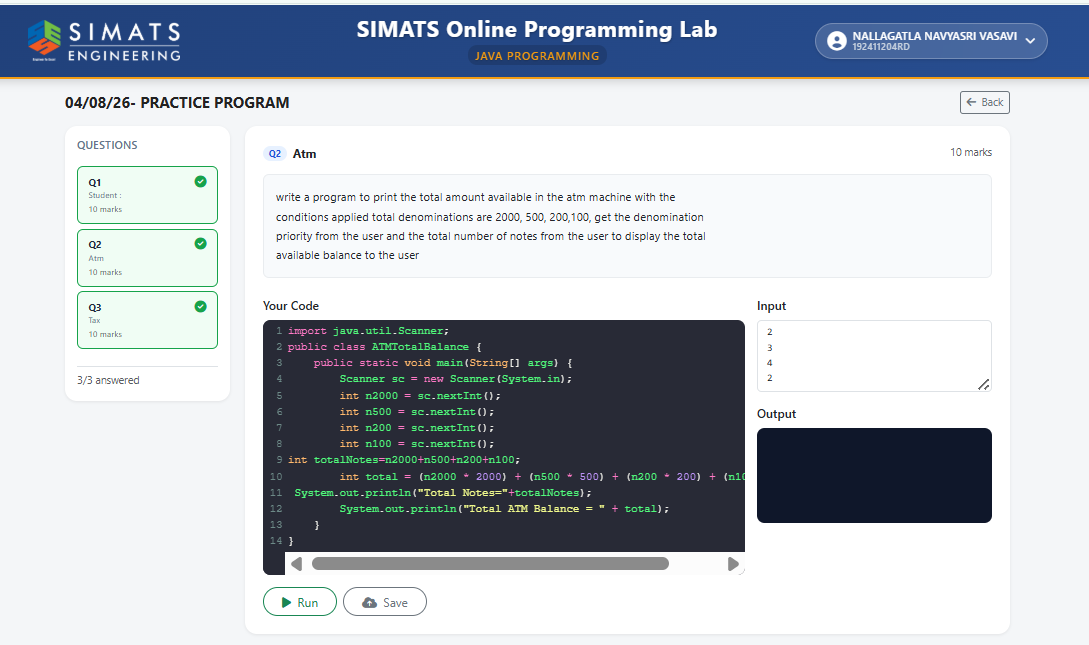 SIMATS
ENGINEERING
SIMATS Online Programming Lab
JAVA PROGRAMMING
NALLAGATLA NAVYASRI VASAVI
192411204RD
04/08/26- PRACTICE PROGRAM
Back
QUESTIONS
Q1
Student :
10 marks
Q2
Atm
10 marks
Q3
Tax
10 marks
3/3 answered
Q2 Atm
10 marks
write a program to print the total amount available in the atm machine with the
conditions applied total denominations are 2000, 500, 200,100, get the denomination
priority from the user and the total number of notes from the user to display the total
available balance to the user
Your Code
1 import java.util.Scanner;
2 public class ATMTotalBalance {
3     public static void main(String[] args) {
4         Scanner sc = new Scanner(System.in);
5         int n2000 = sc.nextInt();
6         int n500 = sc.nextInt();
7         int n200 = sc.nextInt();
8         int n100 = sc.nextInt();
9 int totalNotes=n2000+n500+n200+n100;
10         int total = (n2000 * 2000) + (n500 * 500) + (n200 * 200) + (n10
11  System.out.println("Total Notes="+totalNotes);
12         System.out.println("Total ATM Balance = " + total);
13     }
14 }
Run
Save
Input
2
3
4
2
Output